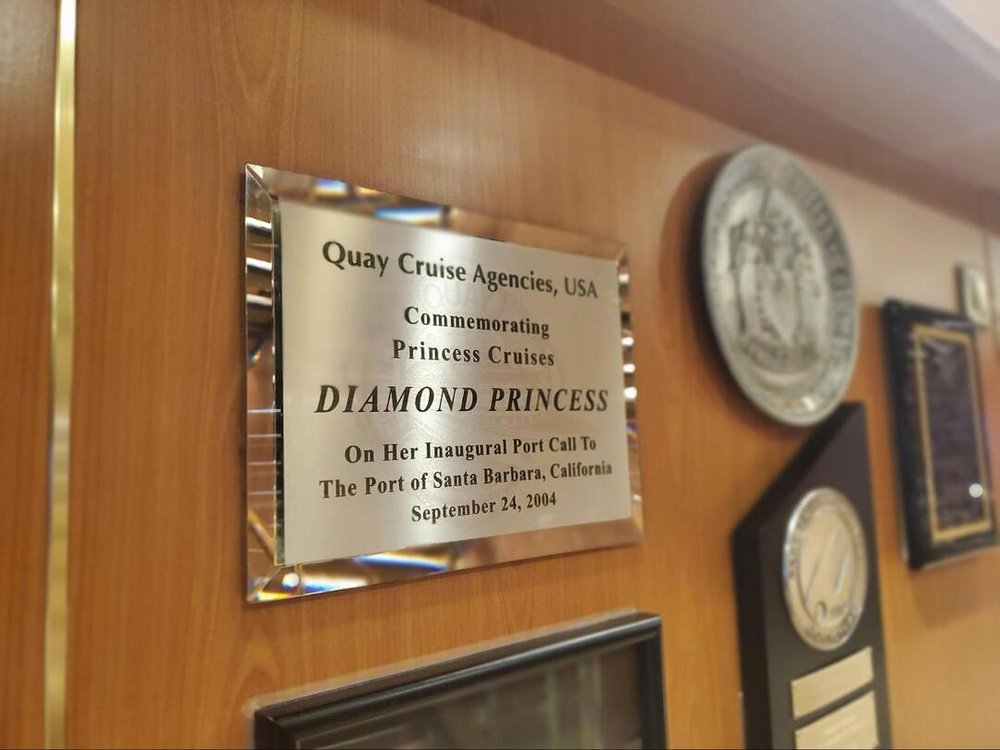 Quay Cruise Agencies, USA
Commemorating
Princess Cruises
DIAMOND PRINCESS
On Her Inaugural Port Call To
The Port of Santa Barbara, California
September 24, 2004